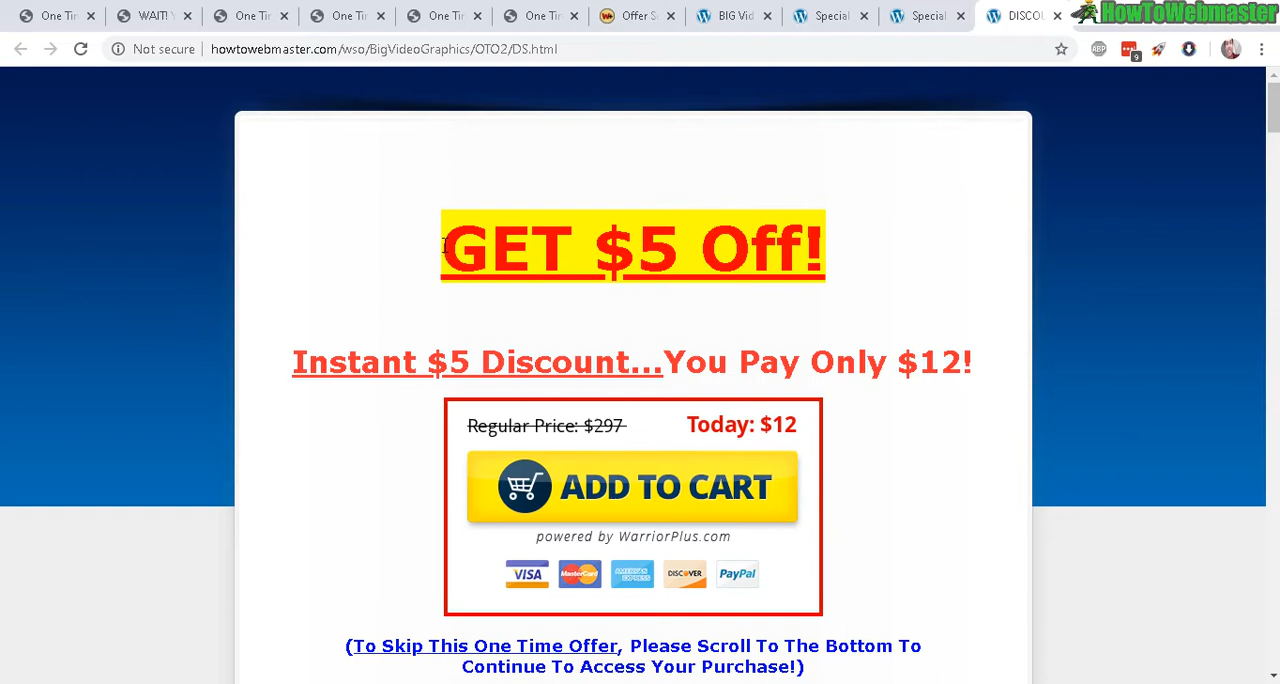 One Tir
WAIT! Y
One Tir
One Tir
One Tir
One Tir
Offer S
BIG Vid
Special
Special
DISCOU
HowToWebmaster
Not secure
howtowebmaster.com/wso/BigVideoGraphics/OTO2/DS.html
ABP
9
GET $5 Off!
Instant $5 Discount...You Pay Only $12!
Regular Price: $297 Today: $12
ADD TO CART
powered by WarriorPlus.com
VISA MasterCard AMERICAN EXPRESS DISCOVER PayPal
(To Skip This One Time Offer, Please Scroll To The Bottom To
Continue To Access Your Purchase!)